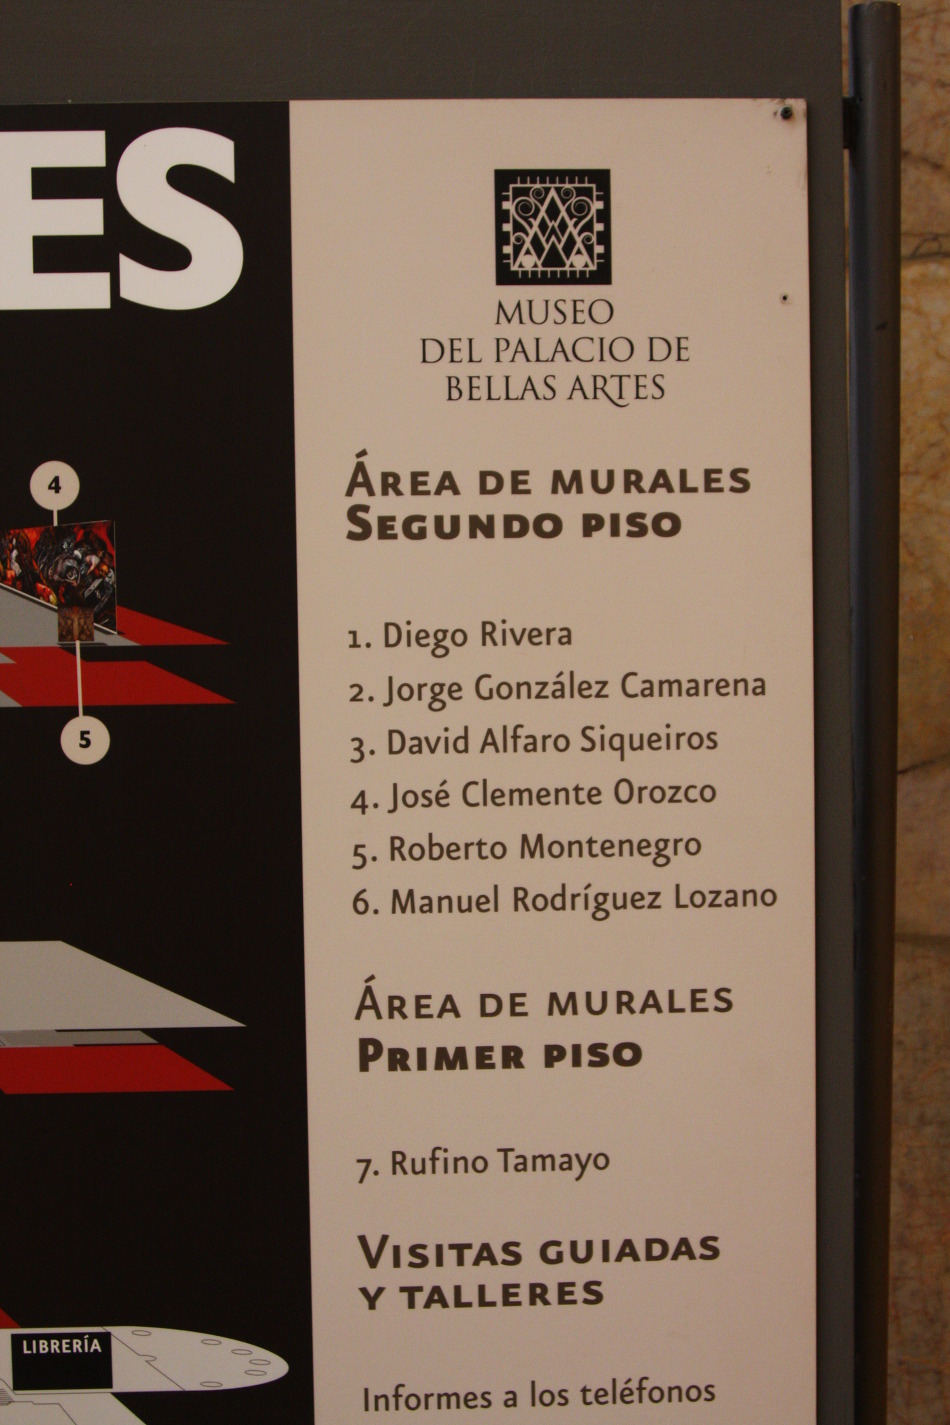 ES
4
5
LIBRERÍA
MUSEO
DEL PALACIO DE
BELLAS ARTES
ÁREA DE MURALES
SEGUNDO PISO
1. Diego Rivera
2. Jorge González Camarena
3. David Alfaro Siqueiros
4. José Clemente Orozco
5. Roberto Montenegro
6. Manuel Rodríguez Lozano
ÁREA DE MURALES
PRIMER PISO
7. Rufino Tamayo
VISITAS GUIADAS
Y TALLERES
Informes a los teléfonos